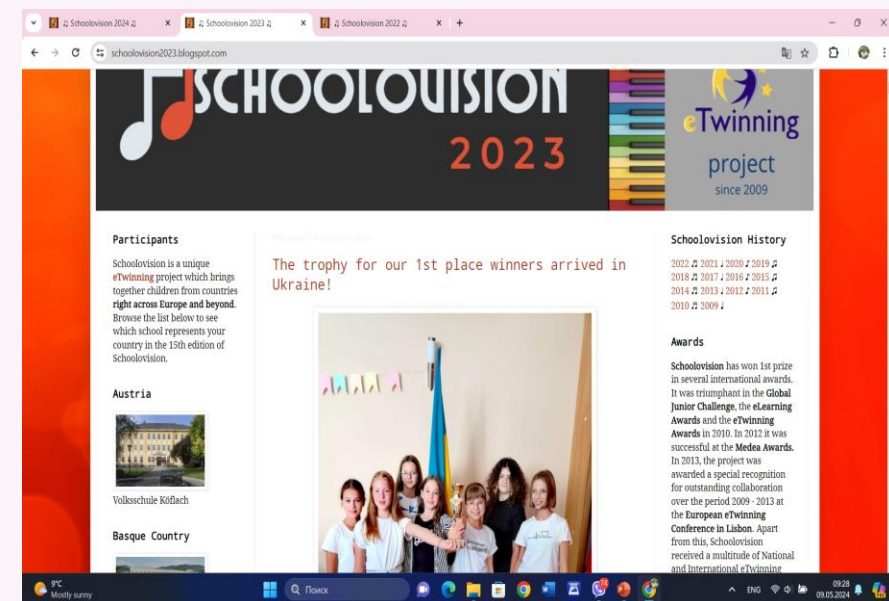 ♫ Schoolovision 2024 ♫
♫ Schoolovision 2023 ♫
♫ Schoolovision 2022 ♫
schoolovision2023.blogspot.com
SCHOOLOVISION
2023
eTwinning
project
since 2009
Participants
Schoolovision is a unique
eTwinning project which brings
together children from countries
right across Europe and beyond.
Browse the list below to see
which school represents your
country in the 15th edition of
Schoolovision.
Austria
Volksschule Köflach
Basque Country
The trophy for our 1st place winners arrived in
Ukraine!
Schoolovision History
2022 ♫ 2021 ♩ 2020 ♪ 2019 ♫
2018 ♫ 2017 ♩ 2016 ♪ 2015 ♫
2014 ♫ 2013 ♩ 2012 ♪ 2011 ♫
2010 ♫ 2009 ♩
Awards
Schoolovision has won 1st prize
in several international awards.
It was triumphant in the Global
Junior Challenge, the eLearning
Awards and the eTwinning
Awards in 2010. In 2012 it was
successful at the Medea Awards.
In 2013, the project was
awarded a special recognition
for outstanding collaboration
over the period 2009 - 2013 at
the European eTwinning
Conference in Lisbon. Apart
from this, Schoolovision
received a multitude of National
and International eTwinning
9°C
Mostly sunny
Поиск
ENG
09:28
09.05.2024